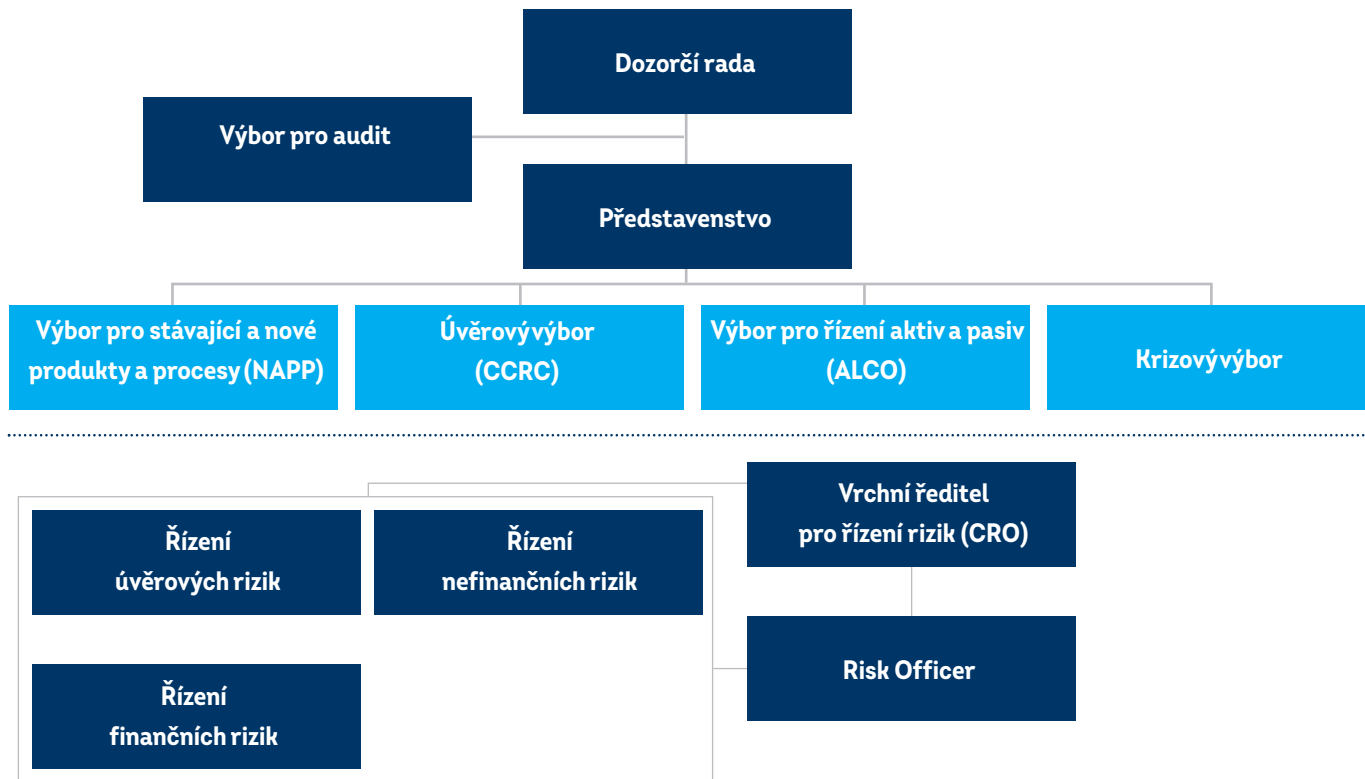 Dozorčí rada
Výbor pro audit
Představenstvo
Výbor pro stávající a nové
produkty a procesy (NAPP)
Úvěrový výbor
(CCRC)
Výbor pro řízení aktiv a pasiv
(ALCO)
Krizový výbor
Vrchní ředitel
pro řízení rizik (CRO)
Řízení
úvěrových rizik
Řízení
nefinančních rizik
Risk Officer
Řízení
finančních rizik